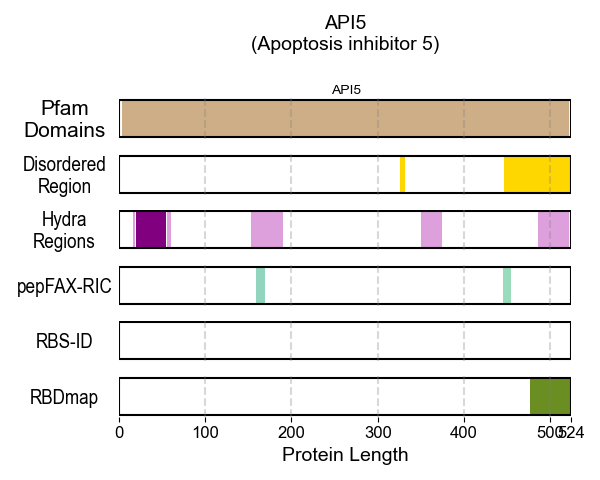 API5
(Apoptosis inhibitor 5)
API5
Pfam
Domains
Disordered
Region
Hydra
Regions
pepFAX-RIC
RBS-ID
RBDmap
0 100 200 300 400 500 524
Protein Length